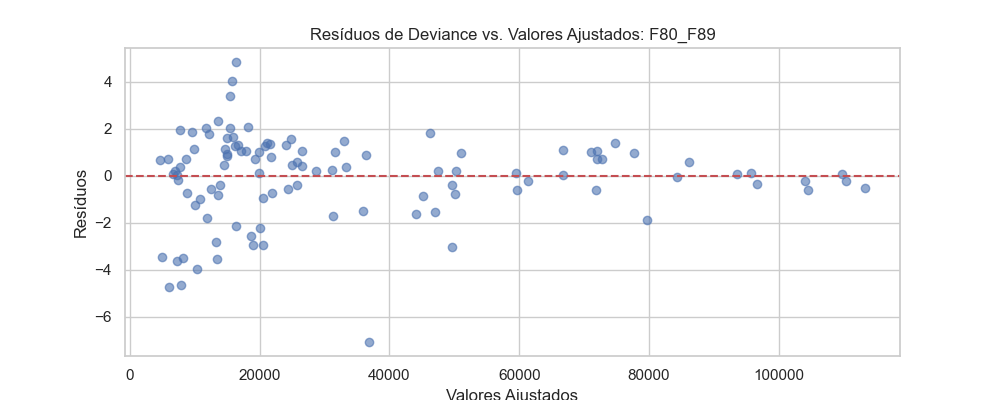 Resíduos de Deviance vs. Valores Ajustados: F80_F89
Resíduos
4
2
0
−2
−4
−6
0 20000 40000 60000 80000 100000
Valores Ajustados